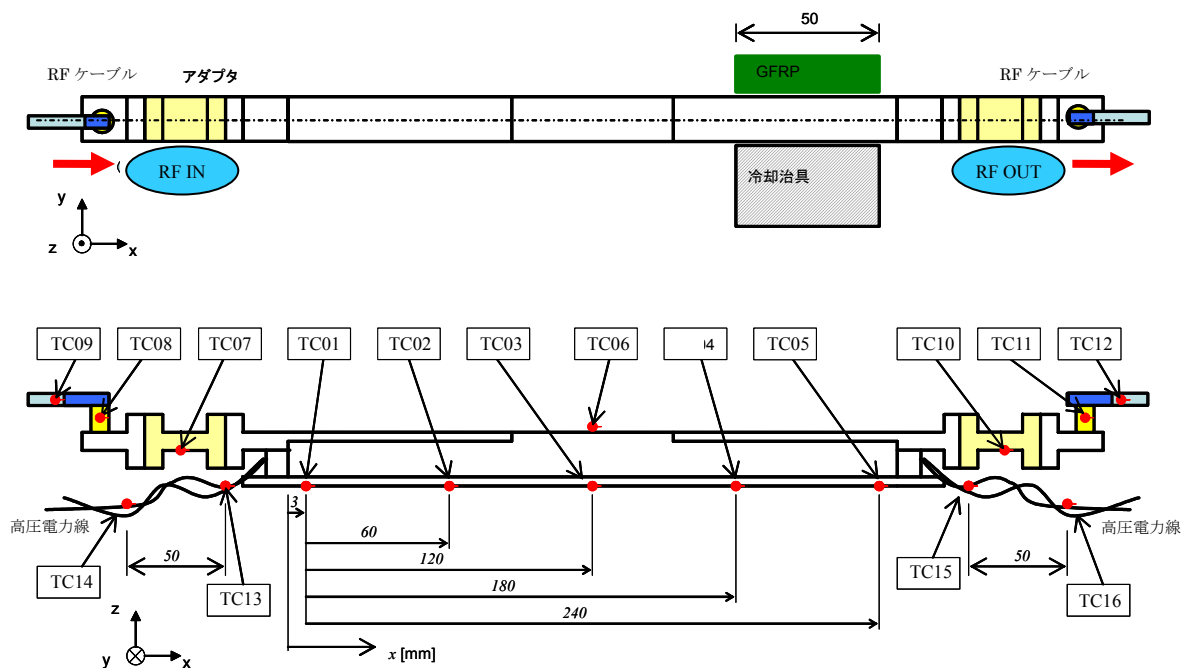 50
RF ケーブル
アダプタ
GFRP
RF ケーブル
RF IN
冷却治具
RF OUT
y
z
x
TC09
TC08
TC07
TC01
TC02
TC03
TC06
4
TC05
TC10
TC11
TC12
3
高圧電力線
高圧電力線
60
50
50
120
TC14
TC13
TC15
TC16
180
240
z
y
x
x [mm]